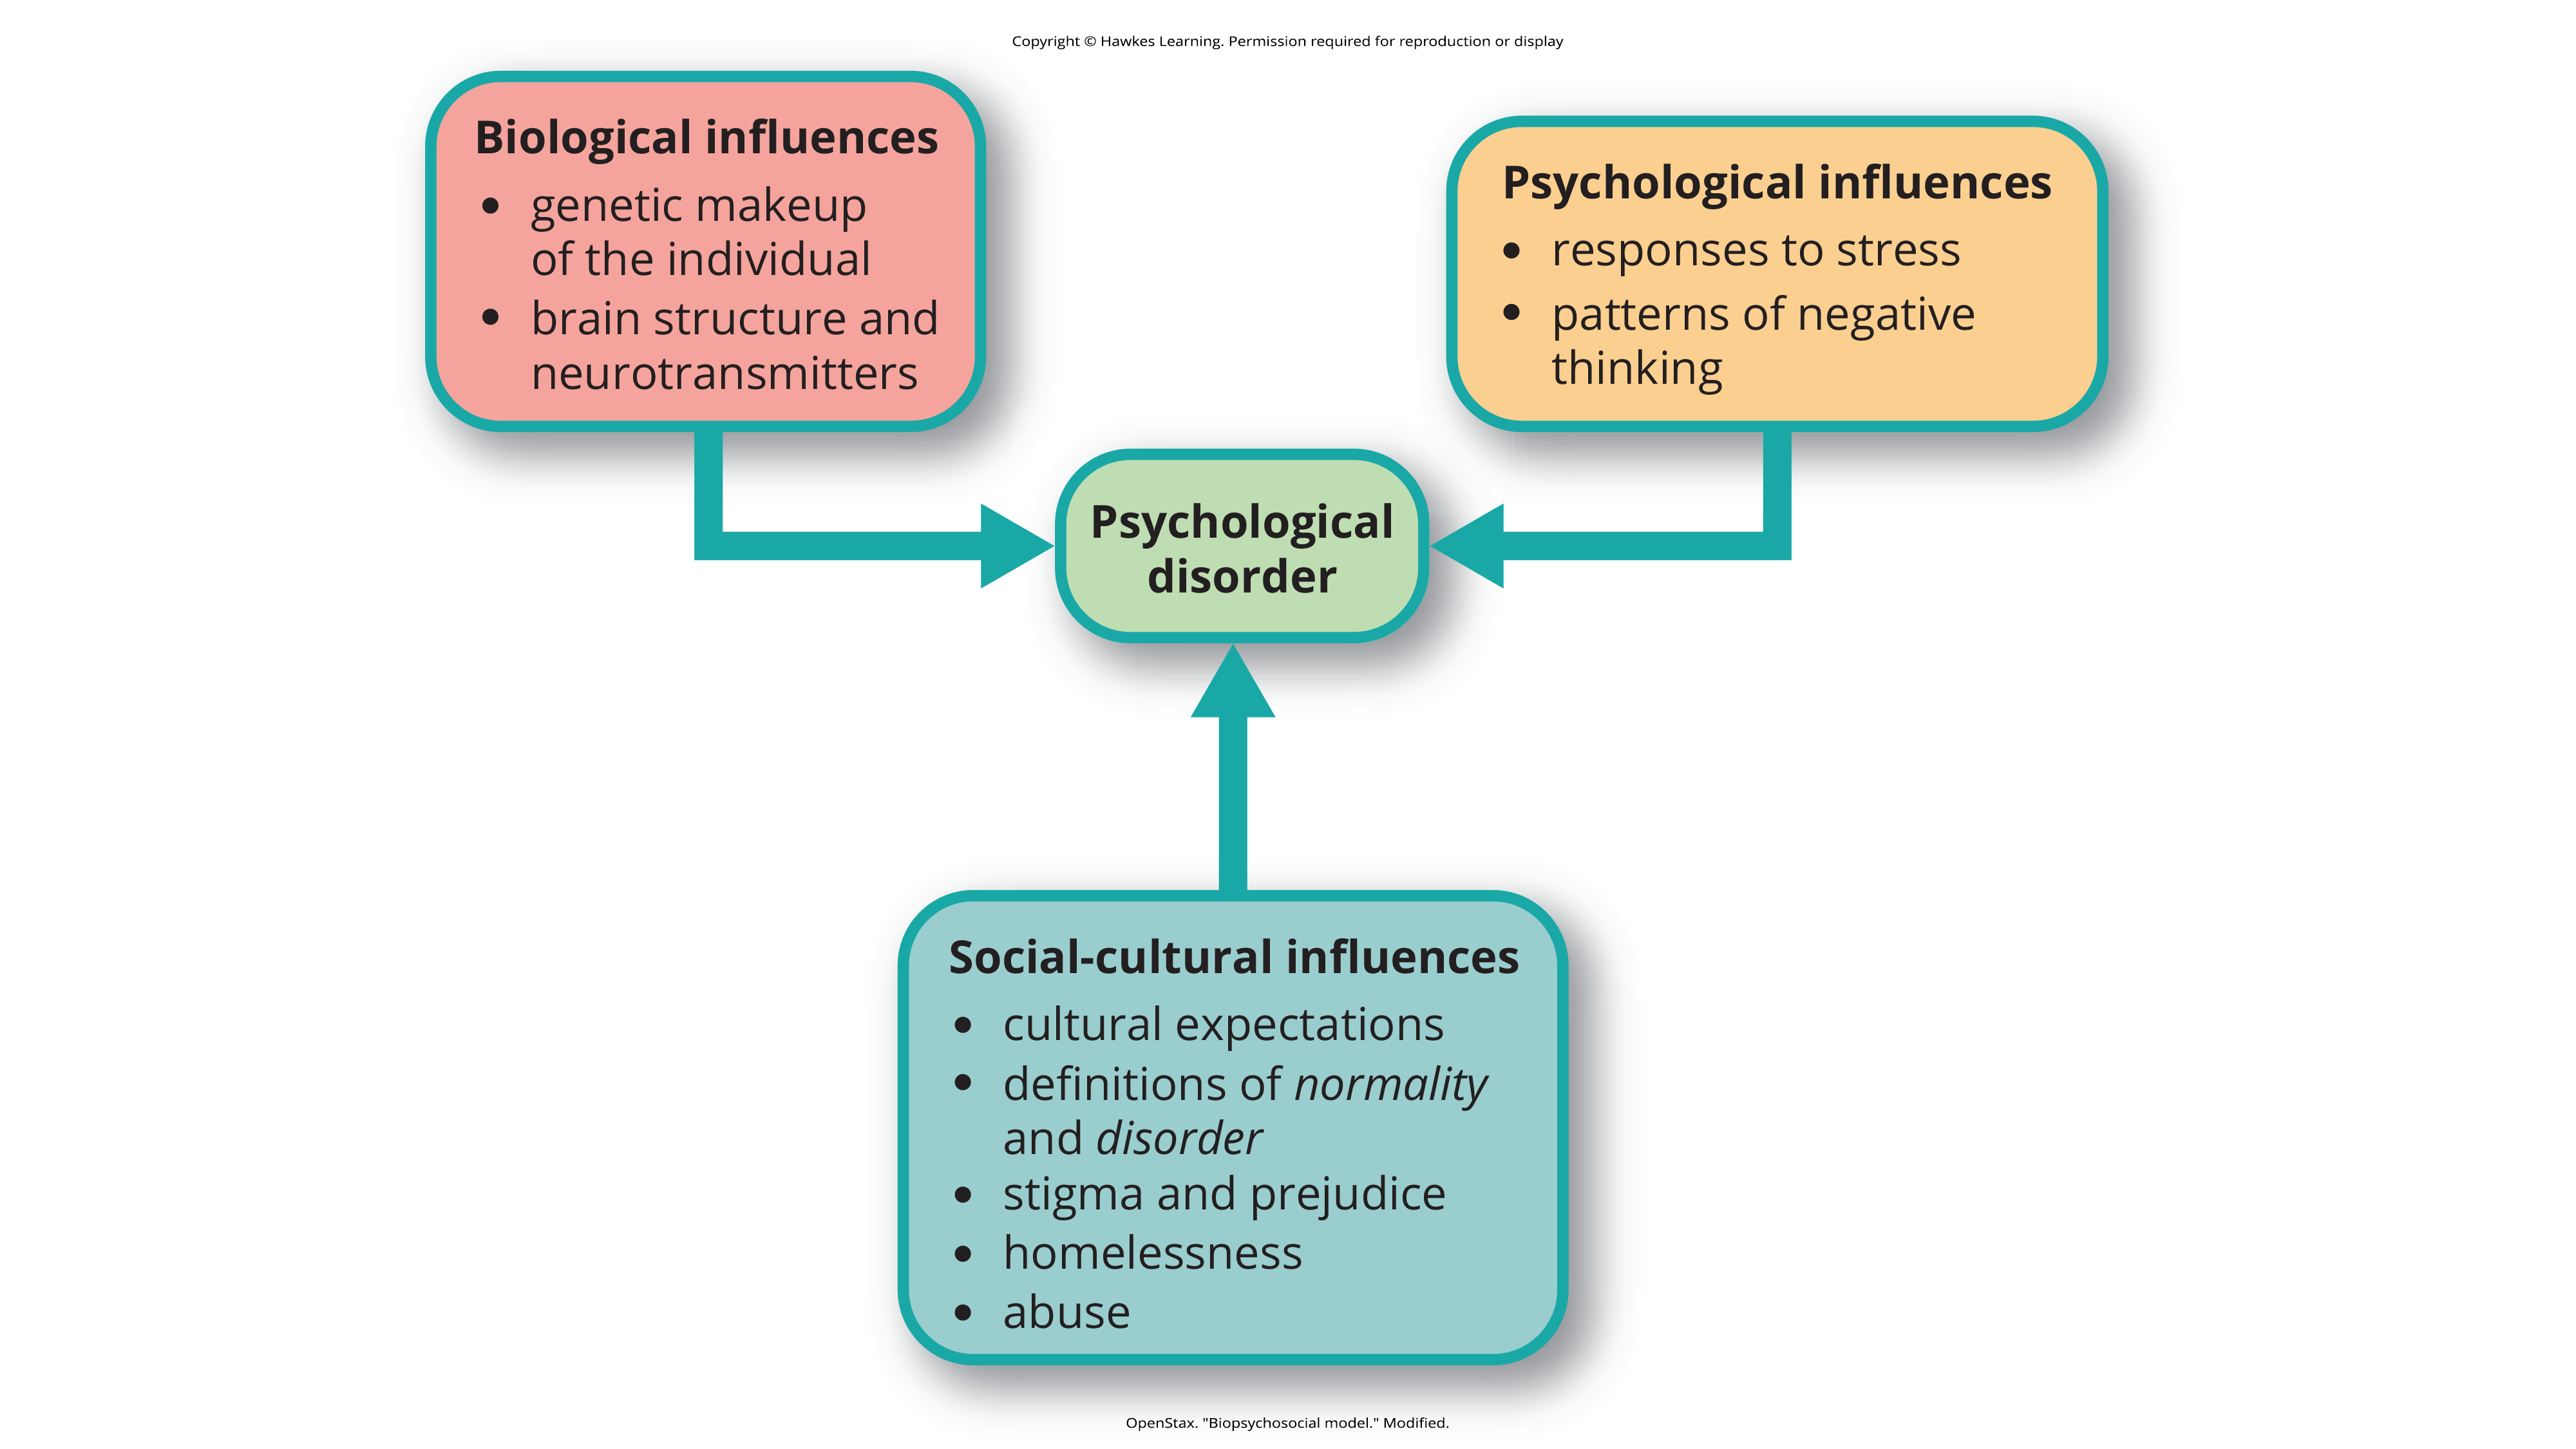 Copyright © Hawkes Learning. Permission required for reproduction or display
Biological influences
• genetic makeup
of the individual
• brain structure and
neurotransmitters
Psychological influences
• responses to stress
• patterns of negative
thinking
Psychological
disorder
Social-cultural influences
• cultural expectations
• definitions of normality
and disorder
• stigma and prejudice
• homelessness
• abuse
OpenStax. "Biopsychosocial model." Modified.